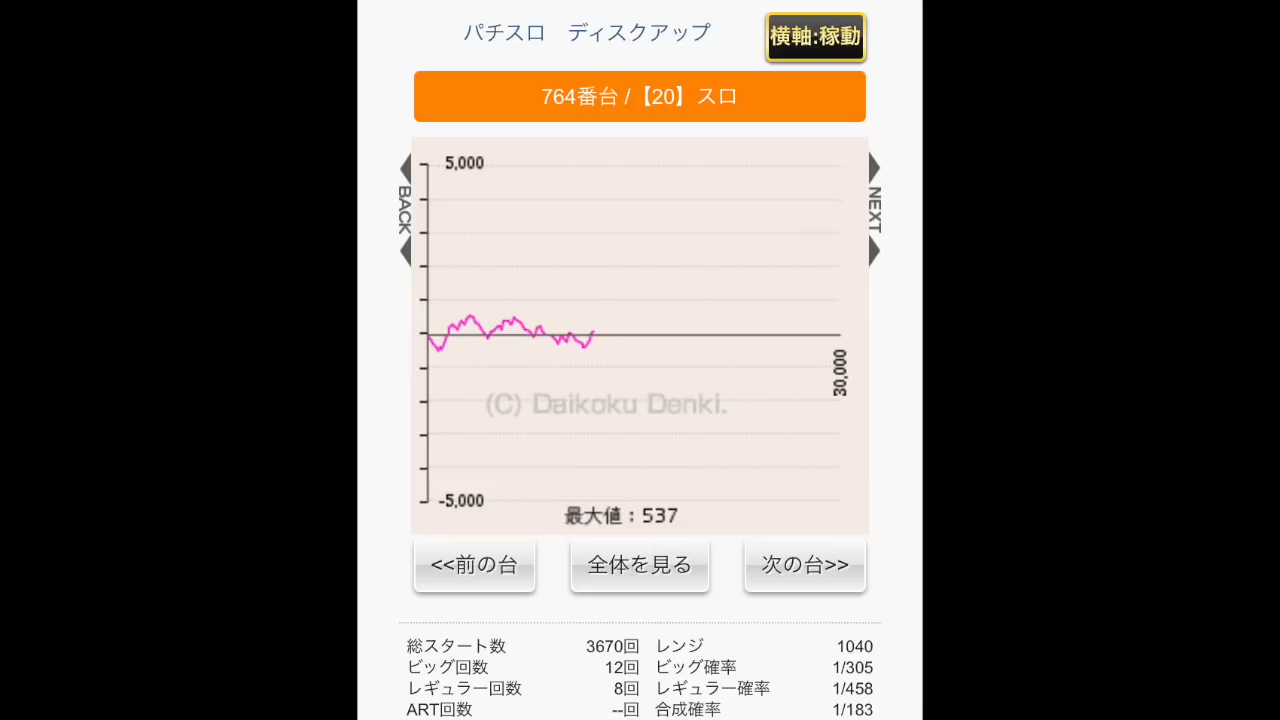 パチスロ　ディスクアップ
横軸:稼動
764番台 /【20】スロ
5,000
BACK
NEXT
30,000
(C) Daikoku Denki.
-5,000
最大値：537
<<前の台
全体を見る
次の台>>
総スタート数 3670回 レンジ 1040
ビッグ回数 12回 ビッグ確率 1/305
レギュラー回数 8回 レギュラー確率 1/458
ART回数 --回 合成確率 1/183